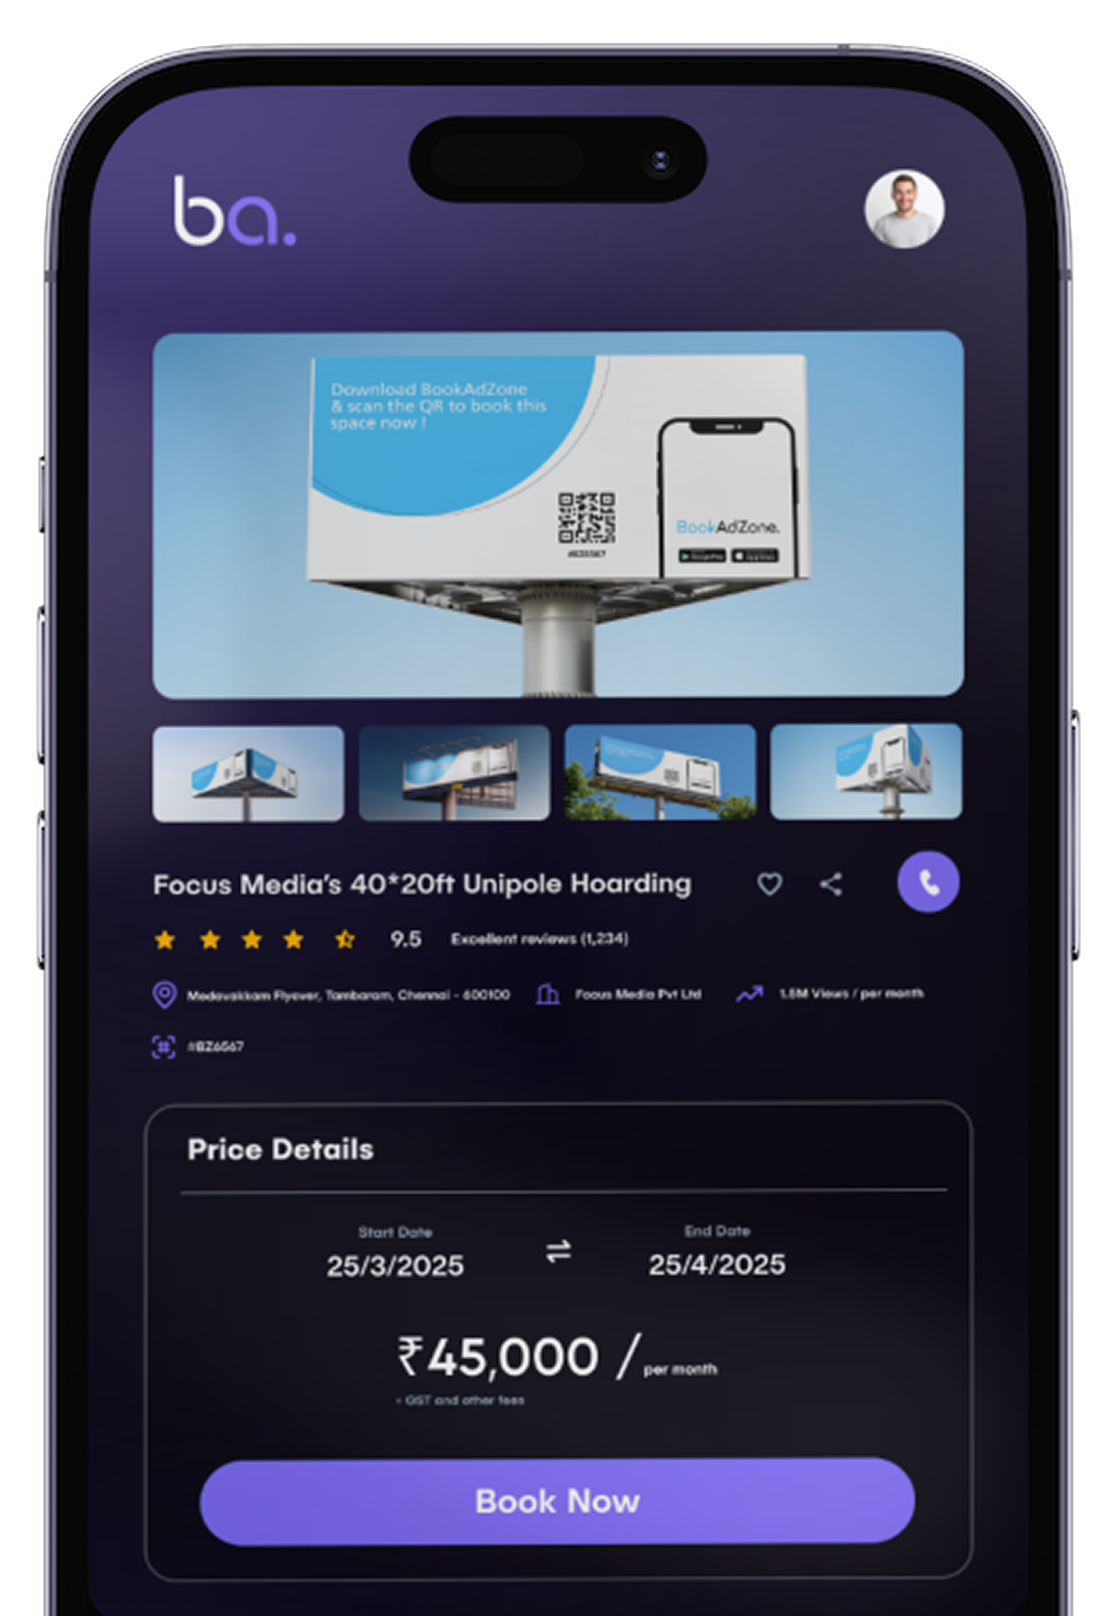 ba.
Download BookAdZone
& scan the QR to book this
space now !
#BZ6567
BookAdZone.
Focus Media's 40*20ft Unipole Hoarding
9.5 Excellent reviews (1,234)
Medavakkam Flyover, Tambaram, Chennai - 600100 Focus Media Pvt Ltd 1.5M Views / per month
#BZ6567
Price Details
Start Date End Date
25/3/2025 25/4/2025
₹45,000 / per month
+ GST and other fees
Book Now